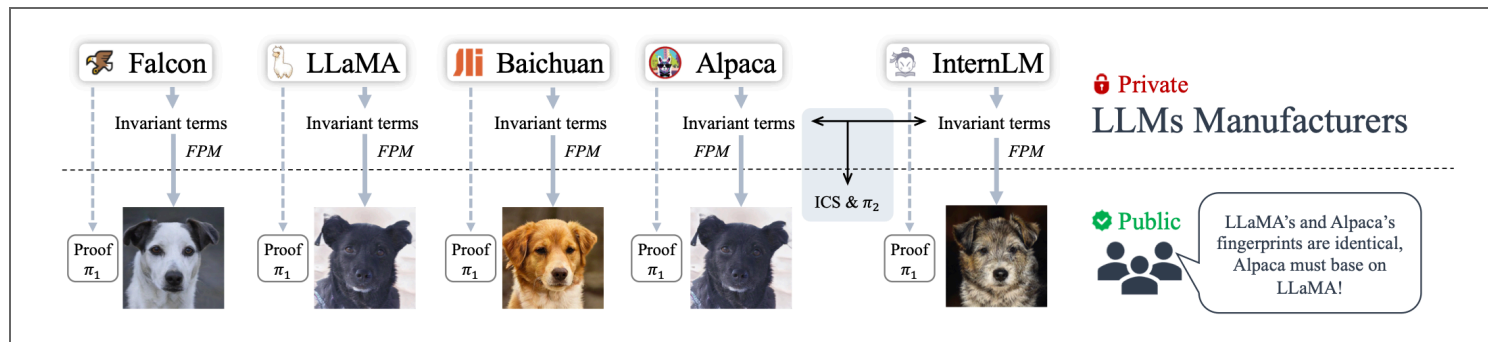 Falcon
LLaMA
Baichuan
Alpaca
InternLM
Private
LLMs Manufacturers
Invariant terms
Invariant terms
Invariant terms
Invariant terms
Invariant terms
FPM
FPM
FPM
FPM
FPM
ICS & π₂
Proof
π₁
Proof
π₁
Proof
π₁
Proof
π₁
Proof
π₁
Public
LLaMA's and Alpaca's
fingerprints are identical,
Alpaca must base on
LLaMA!